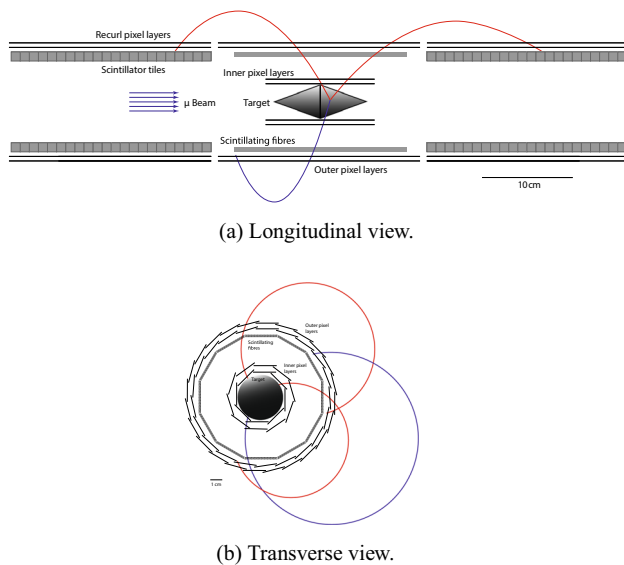 Recurl pixel layers
Scintillator tiles
Inner pixel layers
μ Beam
Target
Scintillating fibres
Outer pixel layers
10 cm
(a) Longitudinal view.
Outer pixel
layers
Scintillating
fibres
Inner pixel
layers
Target
1 cm
(b) Transverse view.